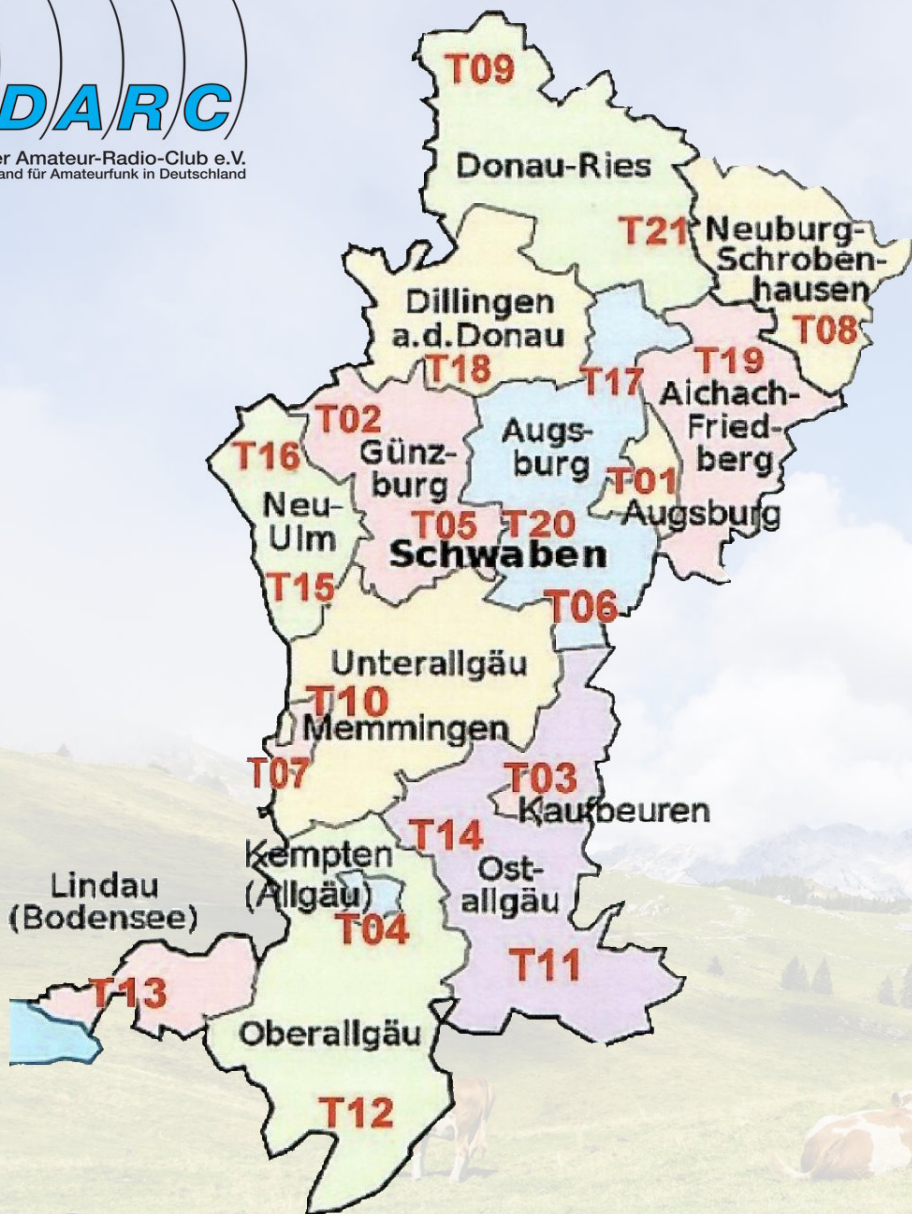 DARC
er Amateur-Radio-Club e.V.
and für Amateurfunk in Deutschland
T09
Donau-Ries
T21
Neuburg-
Schroben-
hausen
T08
Dillingen
a.d.Donau
T18
T17
T19
Aichach-
Fried-
berg
T02
Günz-
burg
T05
Augs-
burg
T01
Augsburg
T16
Neu-
Ulm
T15
T20
Schwaben
T06
Unterallgäu
T10
Memmingen
T07
T03
Kaufbeuren
T14
Ost-
allgäu
T11
Kempten
(Allgäu)
T04
Lindau
(Bodensee)
T13
Oberallgäu
T12